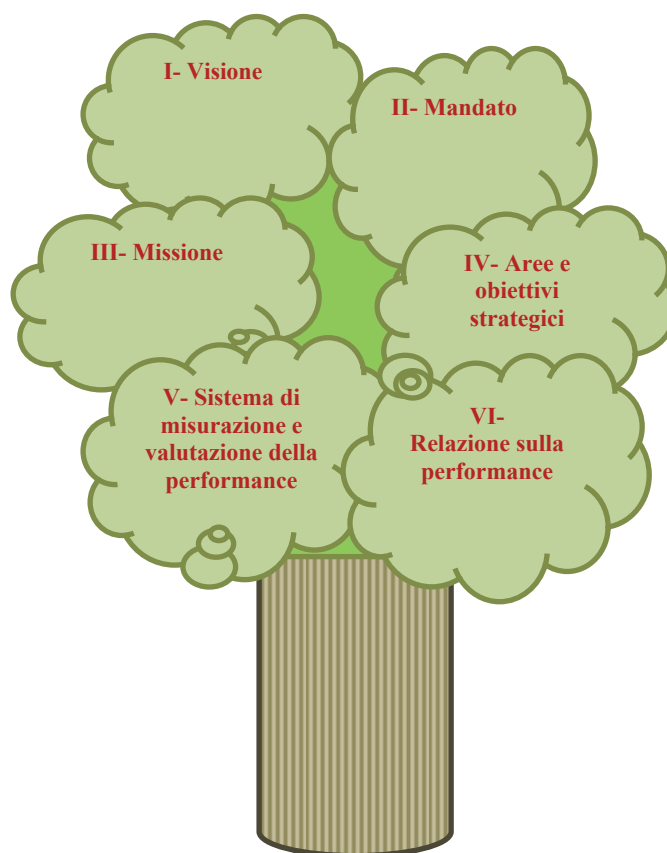 I- Visione
II- Mandato
III- Missione
IV- Aree e
obiettivi
strategici
V- Sistema di
misurazione e
valutazione della
performance
VI-
Relazione sulla
performance